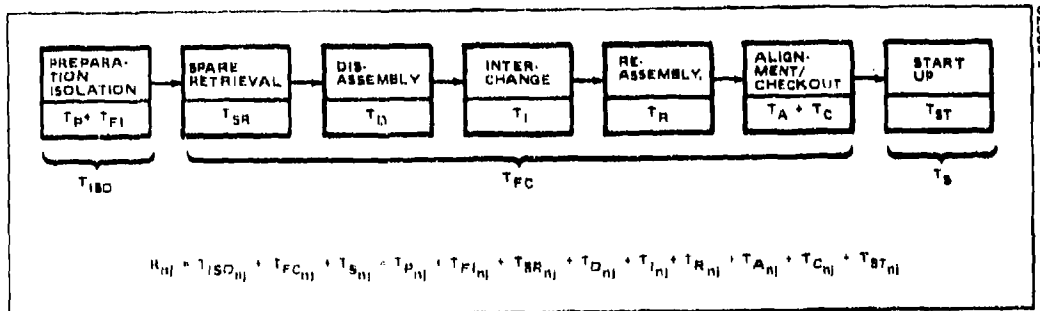 PREPARA-
TION
ISOLATION
T_P + T_FI
SPARE
RETRIEVAL
T_SR
DIS-
ASSEMBLY
T_D
INTER-
CHANGE
T_I
RE-
ASSEMBLY
T_R
ALIGN-
MENT/
CHECKOUT
T_A + T_C
START
UP
T_ST
T_ISO
T_FC
T_S
R_nj = T_ISO_nj + T_FC_nj + T_S_nj = T_P_nj + T_FI_nj + T_SR_nj + T_D_nj + T_I_nj + T_R_nj + T_A_nj + T_C_nj + T_ST_nj